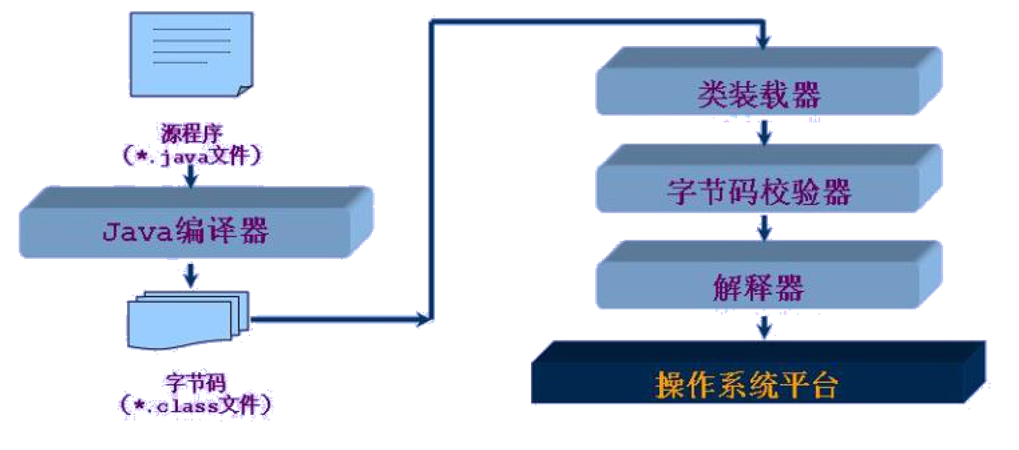 源程序
(*.java文件)
Java编译器
字节码
(*.class文件)
类装载器
字节码校验器
解释器
操作系统平台